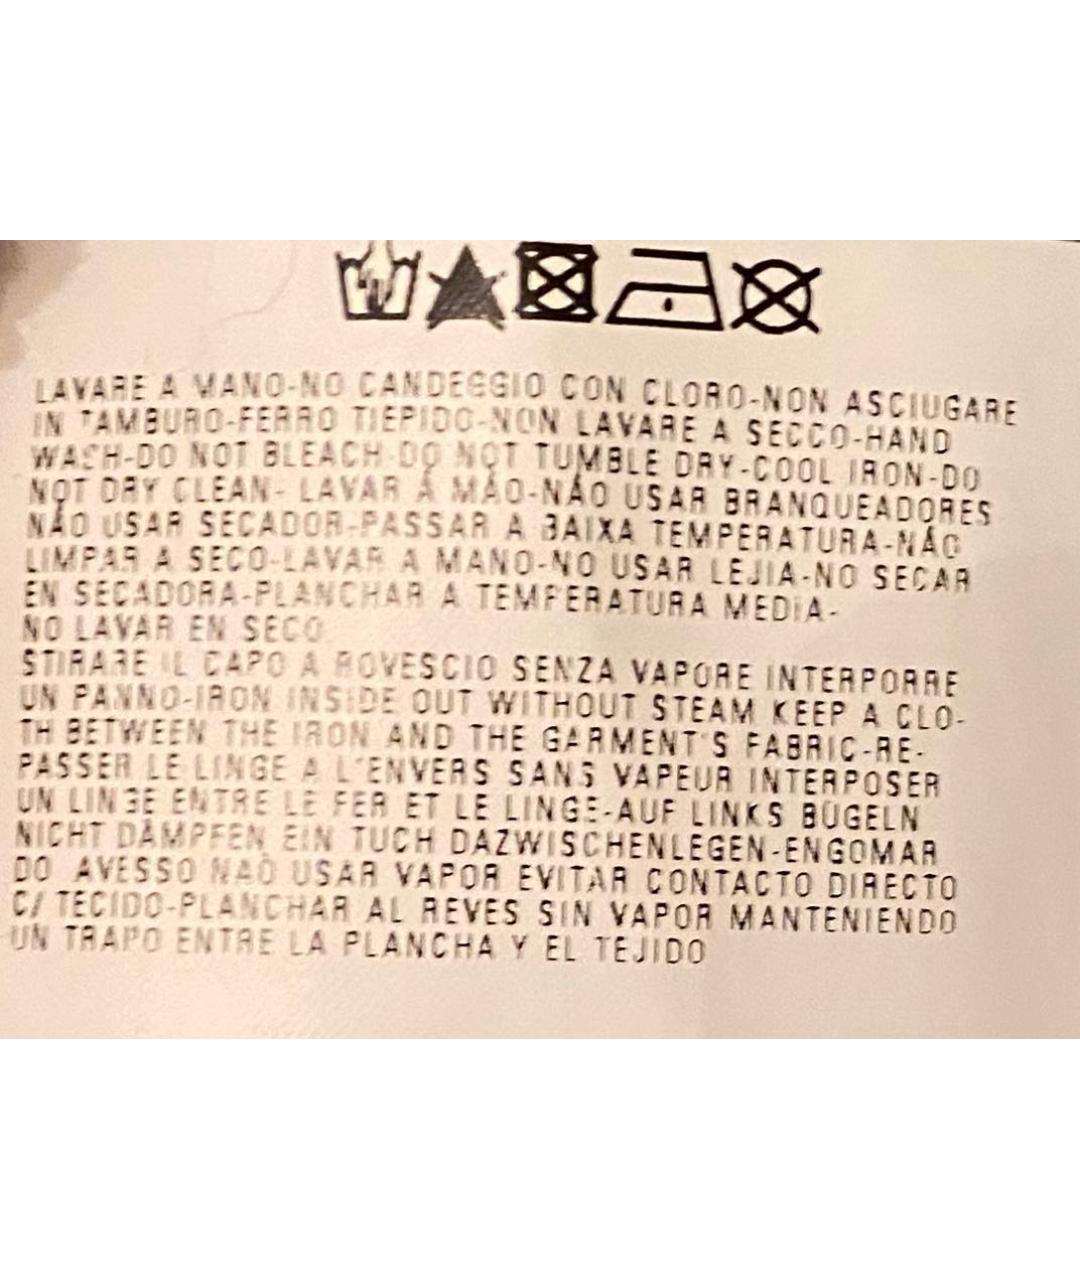 LAVARE A MANO-NO CANDEGGIO CON CLORO-NON ASCIUGARE
IN TAMBURO-FERRO TIEPIDO-NON LAVARE A SECCO-HAND
WASH-DO NOT BLEACH-DO NOT TUMBLE DRY-COOL IRON-DO
NOT DRY CLEAN- LAVAR Á MÁO-NÁO USAR BRANQUEADORES
NÁO USAR SECADOR-PASSAR A BAIXA TEMPERATURA-NÁO
LIMPAR A SECO-LAVAR A MANO-NO USAR LEJIA-NO SECAR
EN SECADORA-PLANCHAR A TEMPERATURA MEDIA-
NO LAVAR EN SECO
STIRARE IL CAPO A ROVESCIO SENZA VAPORE INTERPORRE
UN PANNO-IRON INSIDE OUT WITHOUT STEAM KEEP A CLO-
TH BETWEEN THE IRON AND THE GARMENT'S FABRIC-RE-
PASSER LE LINGE A L'ENVERS SANS VAPEUR INTERPOSER
UN LINGE ENTRE LE FER ET LE LINGE-AUF LINKS BÜGELN
NICHT DÄMPFEN EIN TUCH DAZWISCHENLEGEN-ENGOMAR
DO AVESSO NAÒ USAR VAPOR EVITAR CONTACTO DIRECTO
C/ TECIDO-PLANCHAR AL REVES SIN VAPOR MANTENIENDO
UN TRAPO ENTRE LA PLANCHA Y EL TEJIDO